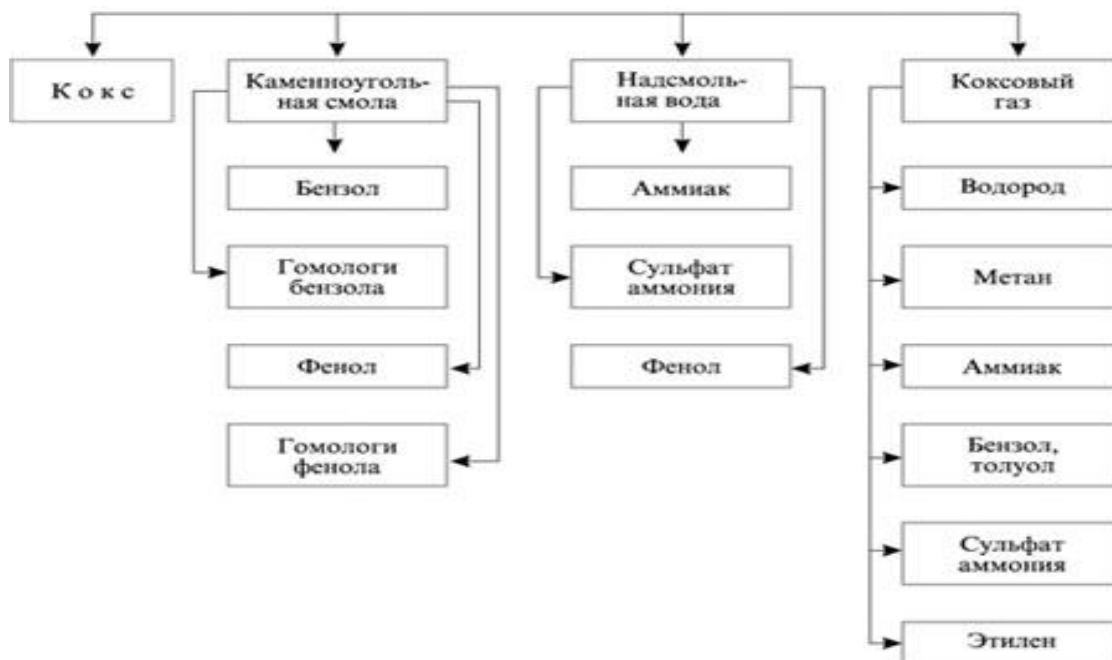 Кокс
Каменноуголь-
ная смола
Надсмоль-
ная вода
Коксовый
газ
Бензол
Гомологи
бензола
Фенол
Гомологи
фенола
Аммиак
Сульфат
аммония
Фенол
Водород
Метан
Аммиак
Бензол,
толуол
Сульфат
аммония
Этилен